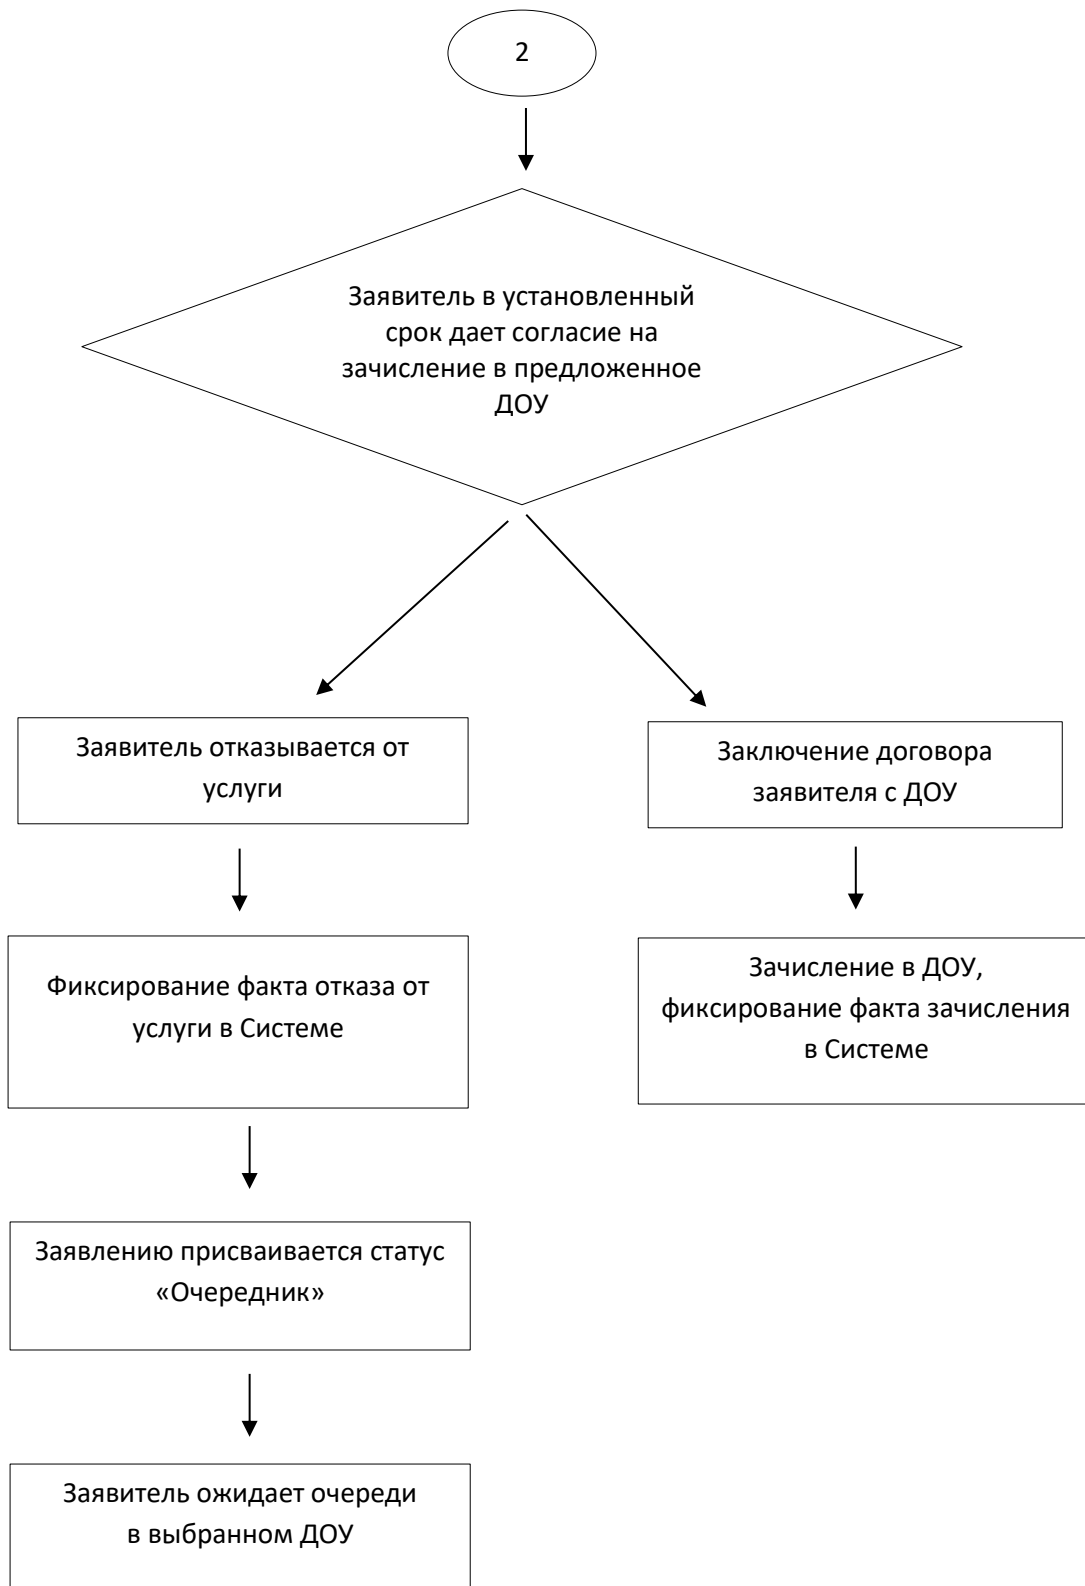 2
Заявитель в установленный
срок дает согласие на
зачисление в предложенное
ДОУ
Заявитель отказывается от
услуги
Заключение договора
заявителя с ДОУ
Фиксирование факта отказа от
услуги в Системе
Зачисление в ДОУ,
фиксирование факта зачисления
в Системе
Заявлению присваивается статус
«Очередник»
Заявитель ожидает очереди
в выбранном ДОУ